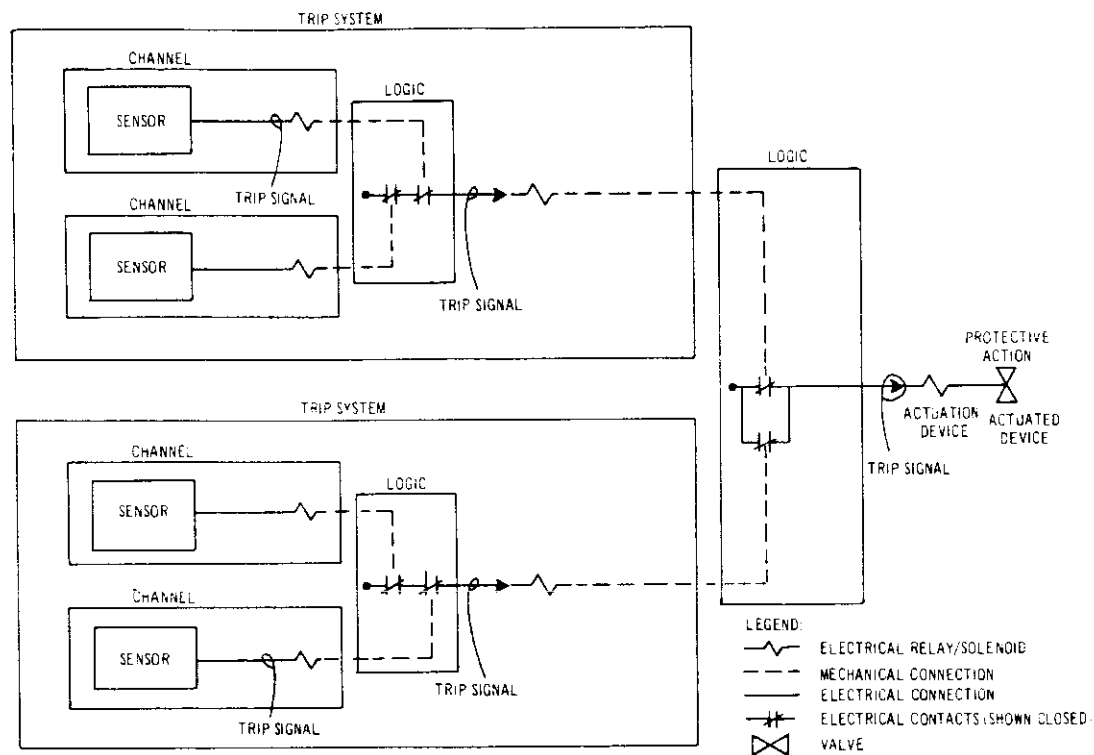 TRIP SYSTEM
CHANNEL
SENSOR
TRIP SIGNAL
LOGIC
TRIP SIGNAL
CHANNEL
SENSOR
LOGIC
PROTECTIVE
ACTION
ACTUATION
DEVICE
ACTUATED
DEVICE
TRIP SIGNAL
TRIP SYSTEM
CHANNEL
SENSOR
LOGIC
TRIP SIGNAL
CHANNEL
SENSOR
TRIP SIGNAL
LEGEND:
ELECTRICAL RELAY/SOLENOID
MECHANICAL CONNECTION
ELECTRICAL CONNECTION
ELECTRICAL CONTACTS (SHOWN CLOSED)
VALVE